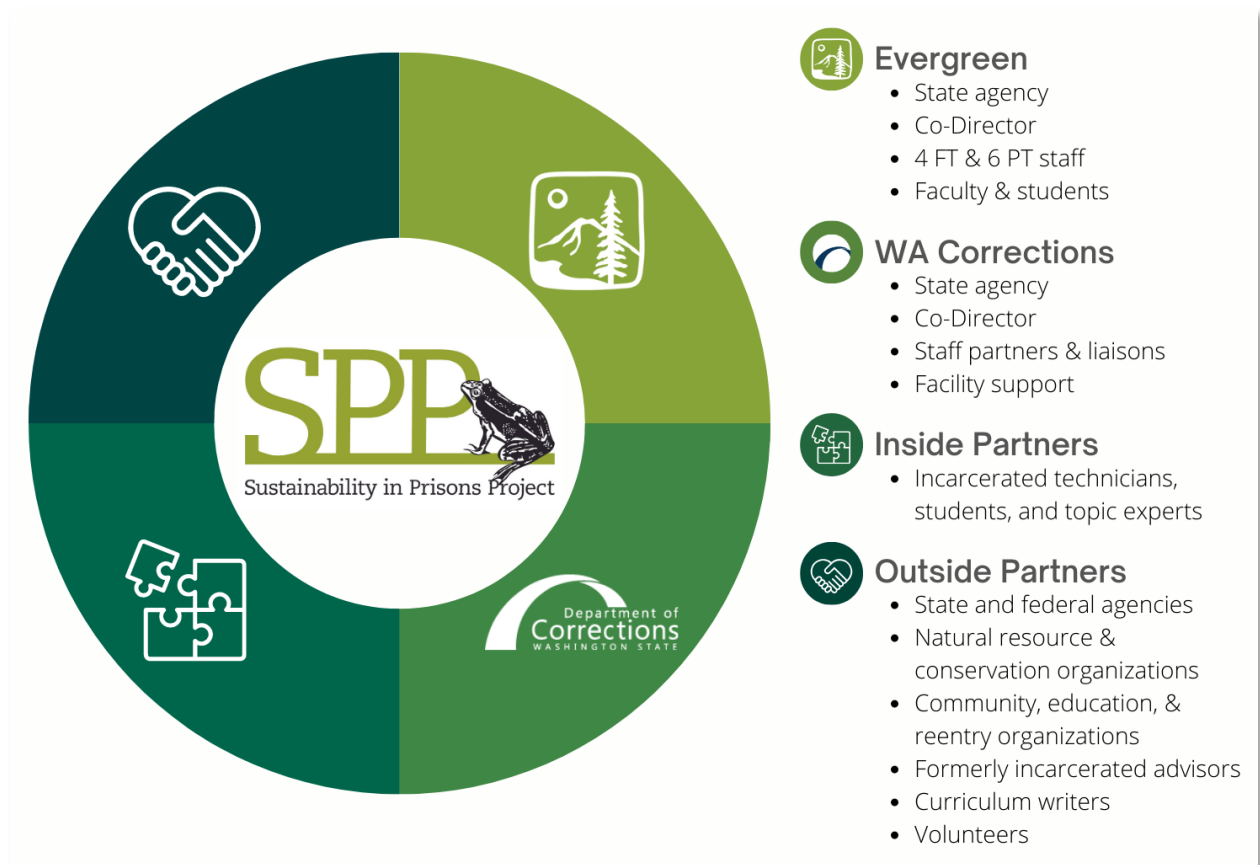 SPP
Sustainability in Prisons Project
Department of
Corrections
WASHINGTON STATE
Evergreen
• State agency
• Co-Director
• 4 FT & 6 PT staff
• Faculty & students
WA Corrections
• State agency
• Co-Director
• Staff partners & liaisons
• Facility support
Inside Partners
• Incarcerated technicians,
students, and topic experts
Outside Partners
• State and federal agencies
• Natural resource &
conservation organizations
• Community, education, &
reentry organizations
• Formerly incarcerated advisors
• Curriculum writers
• Volunteers